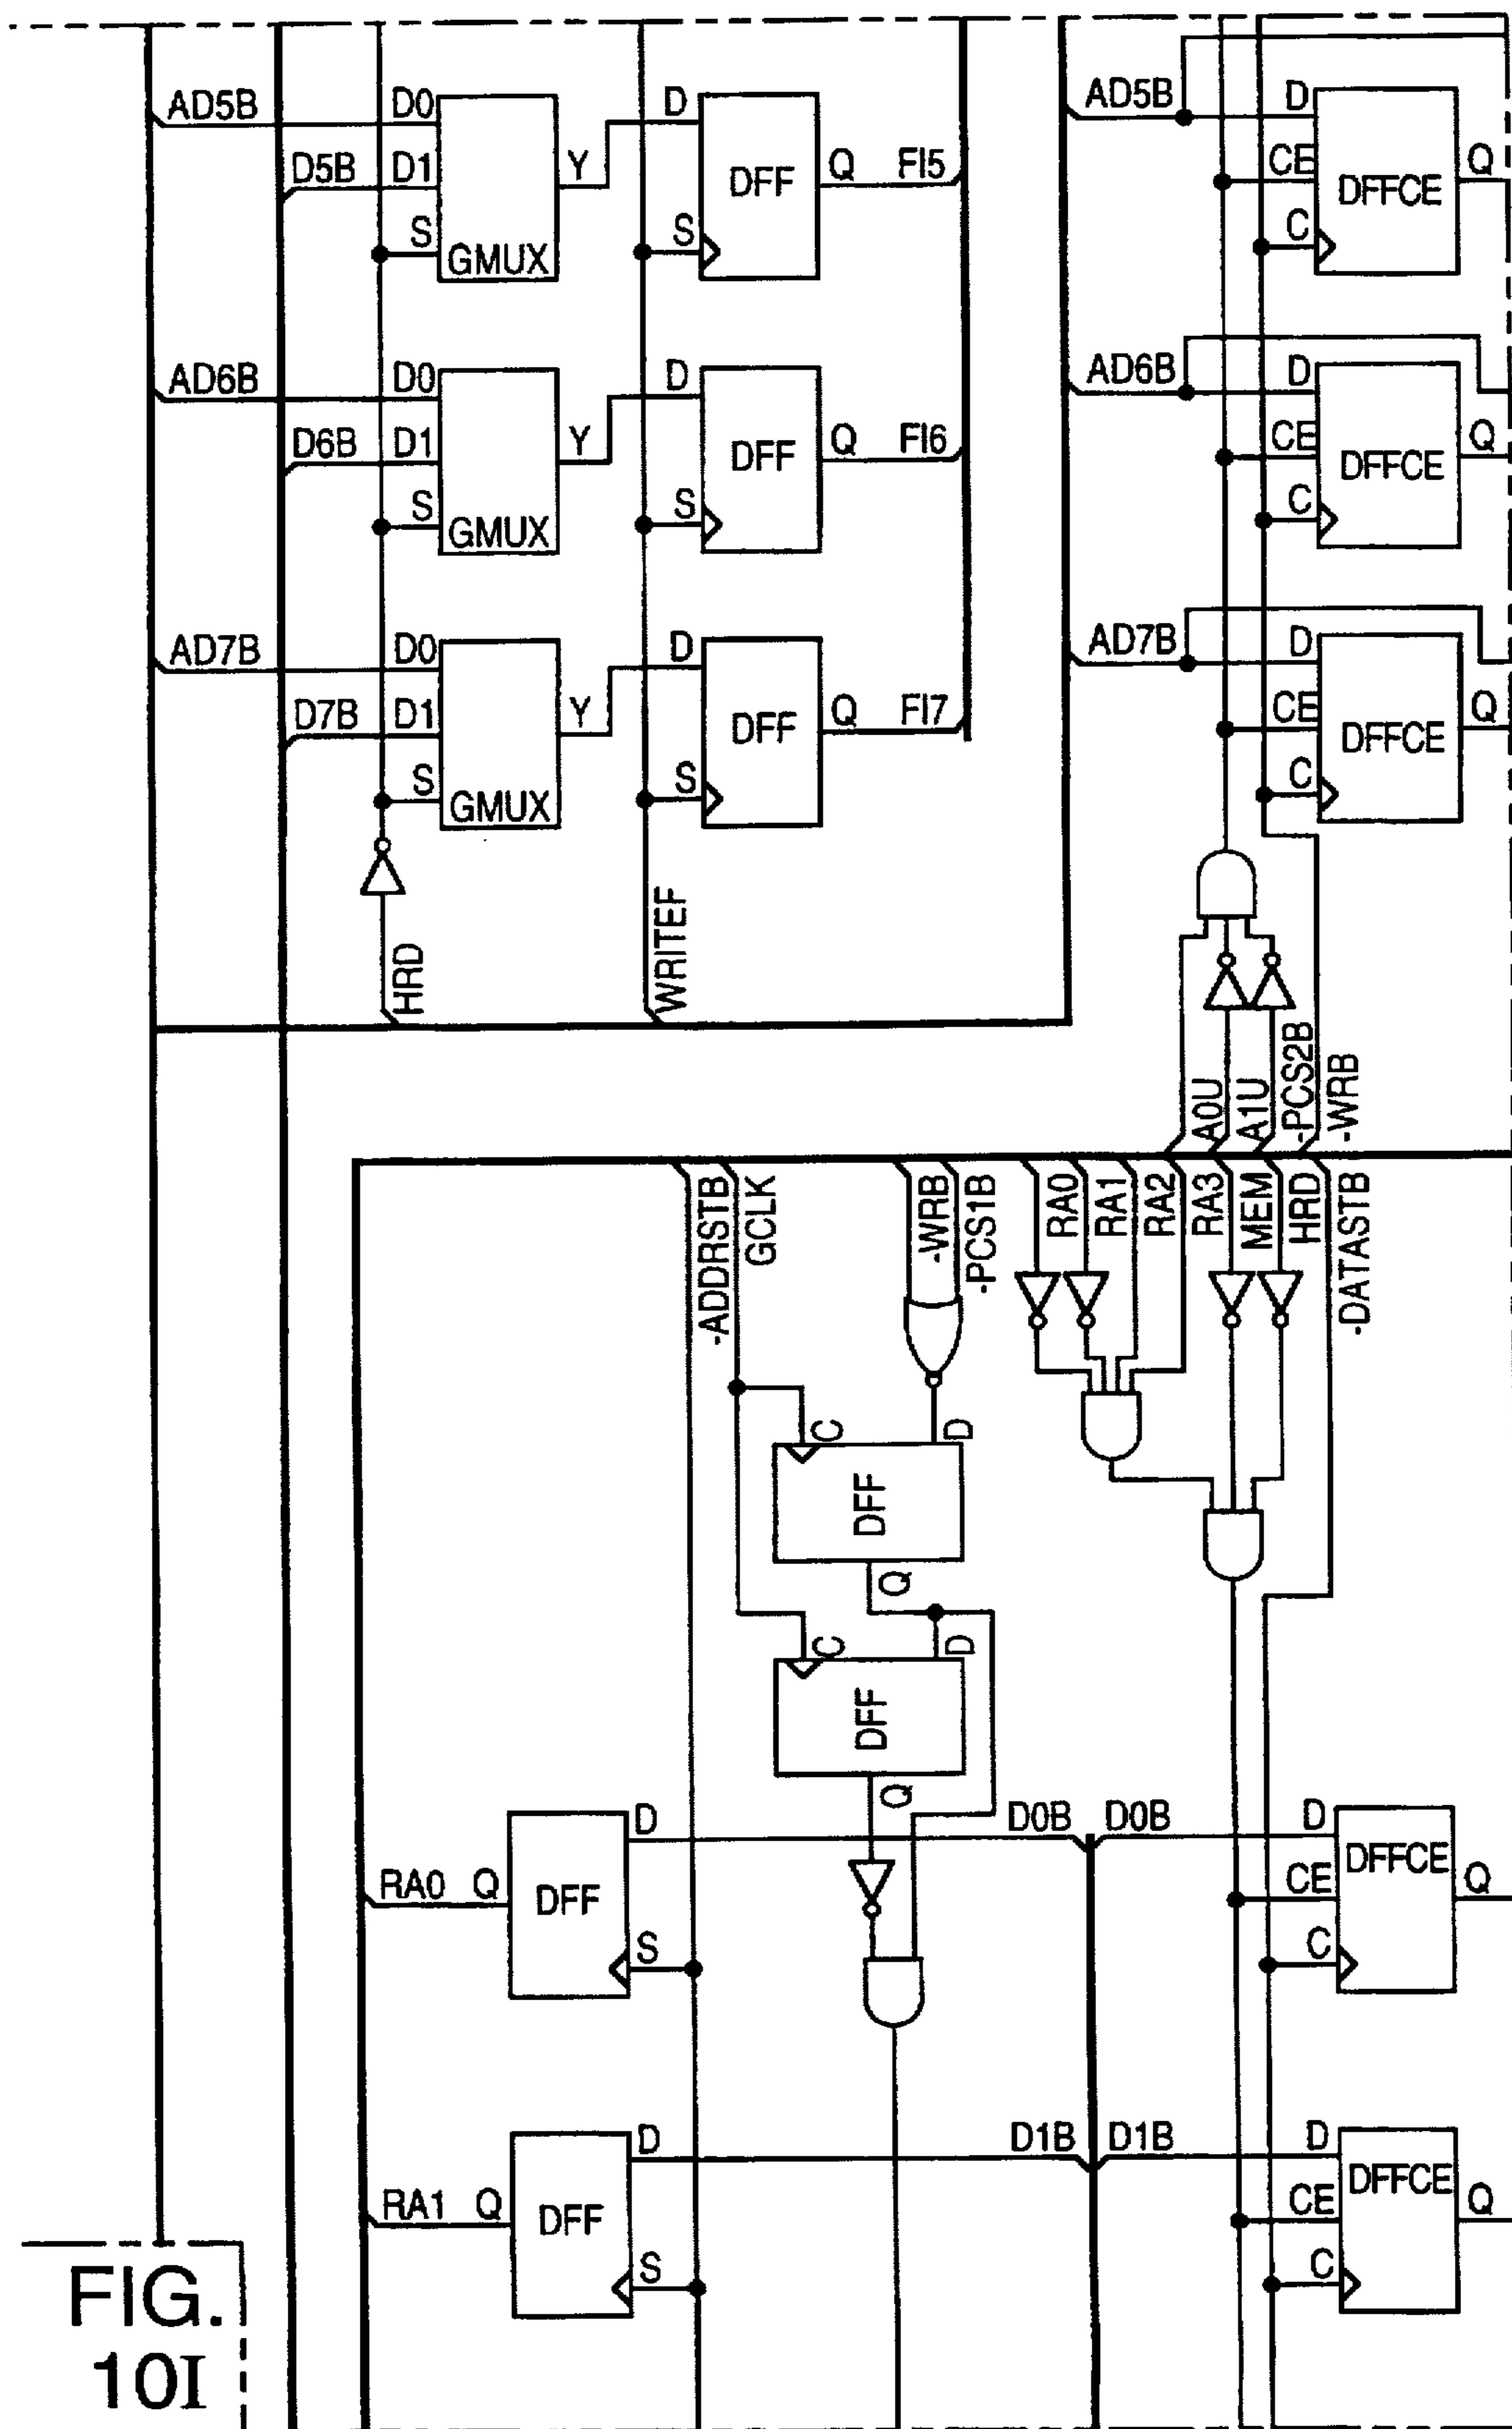 AD5B D0
D5B D1
S
GMUX
Y
D
S
DFF
Q FI5
AD5B D
CE
C
DFFCE
Q
AD6B D0
D6B D1
S
GMUX
Y
D
S
DFF
Q FI6
AD6B D
CE
C
DFFCE
Q
AD7B D0
D7B D1
S
GMUX
Y
D
S
DFF
Q FI7
AD7B D
CE
C
DFFCE
Q
HRD
WRITEF
A0U
A1U
-PCS2B
-WRB
-ADDRSTB
GCLK
-WRB
-PCS1B
RA0
RA1
RA2
RA3
MEM
HRD
-DATASTB
C
D
DFF
Q
C
D
DFF
Q
RA0 Q
DFF
D
S
D0B D0B
D
CE
C
DFFCE
Q
RA1 Q
DFF
D
S
D1B D1B
D
CE
C
DFFCE
Q
FIG.
10I